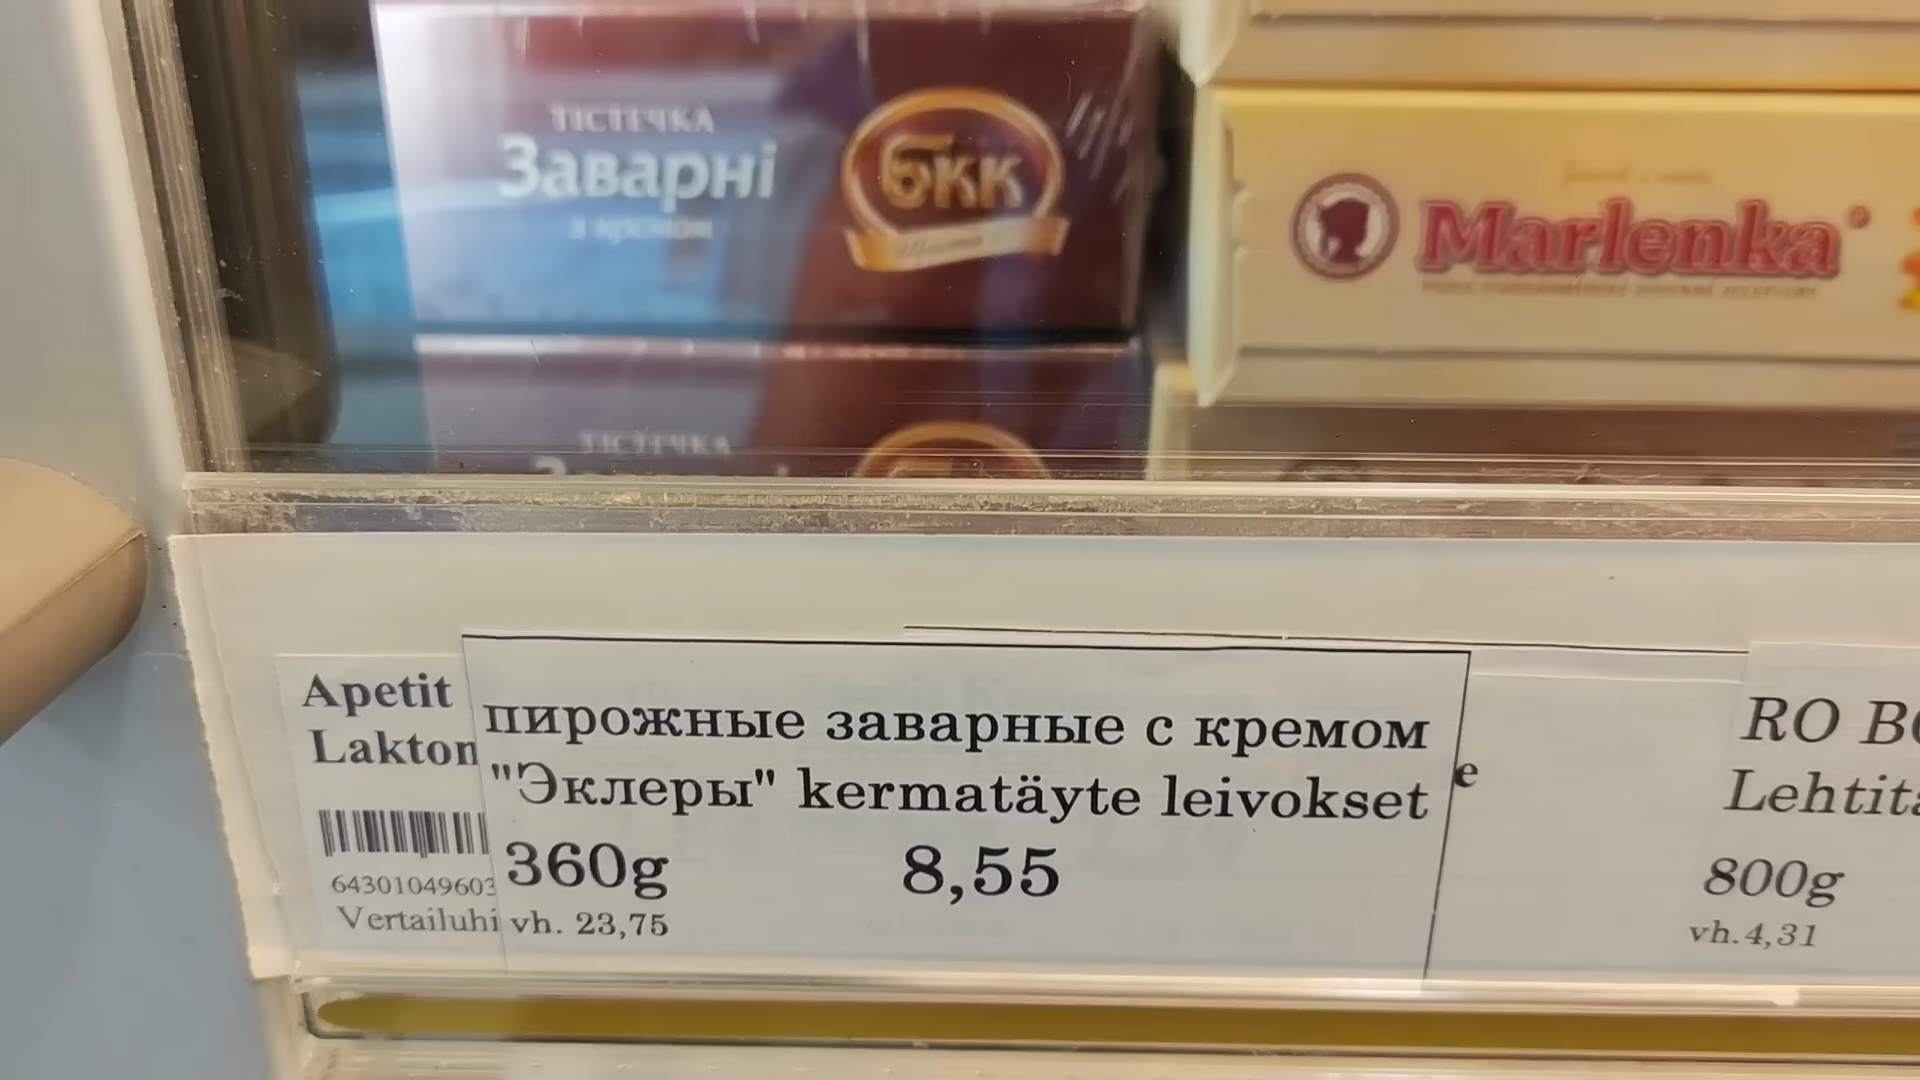 ТІСТЕЧКА
Заварні
з кремом
БКК
Marlenka
ТІСТЕЧКА
Apetit
Lakton
64301049603
Vertailuhi
пирожные заварные с кремом
"Эклеры" kermatäyte leivokset
360g 8,55
vh. 23,75
e
RO
Lehtit
800g
vh.4,31